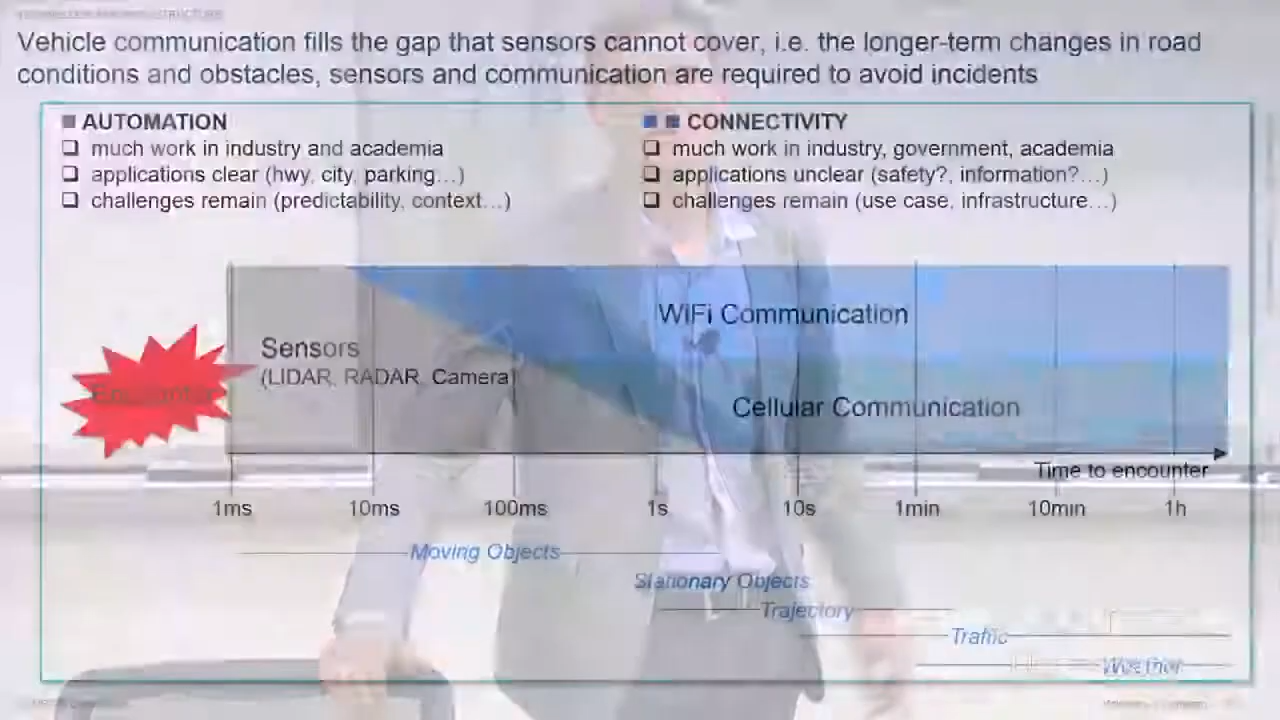 Vehicle communication fills the gap that sensors cannot cover, i.e. the longer-term changes in road
conditions and obstacles, sensors and communication are required to avoid incidents
AUTOMATION
much work in industry and academia
applications clear (hwy, city, parking…)
challenges remain (predictability, context…)
CONNECTIVITY
much work in industry, government, academia
applications unclear (safety?, information?…)
challenges remain (use case, infrastructure…)
WiFi Communication
Sensors
(LIDAR, RADAR, Camera)
Encounter
Cellular Communication
Time to encounter
1ms 10ms 100ms 1s 10s 1min 10min 1h
Moving Objects
Stationary Objects
Trajectory
Traffic
Weather